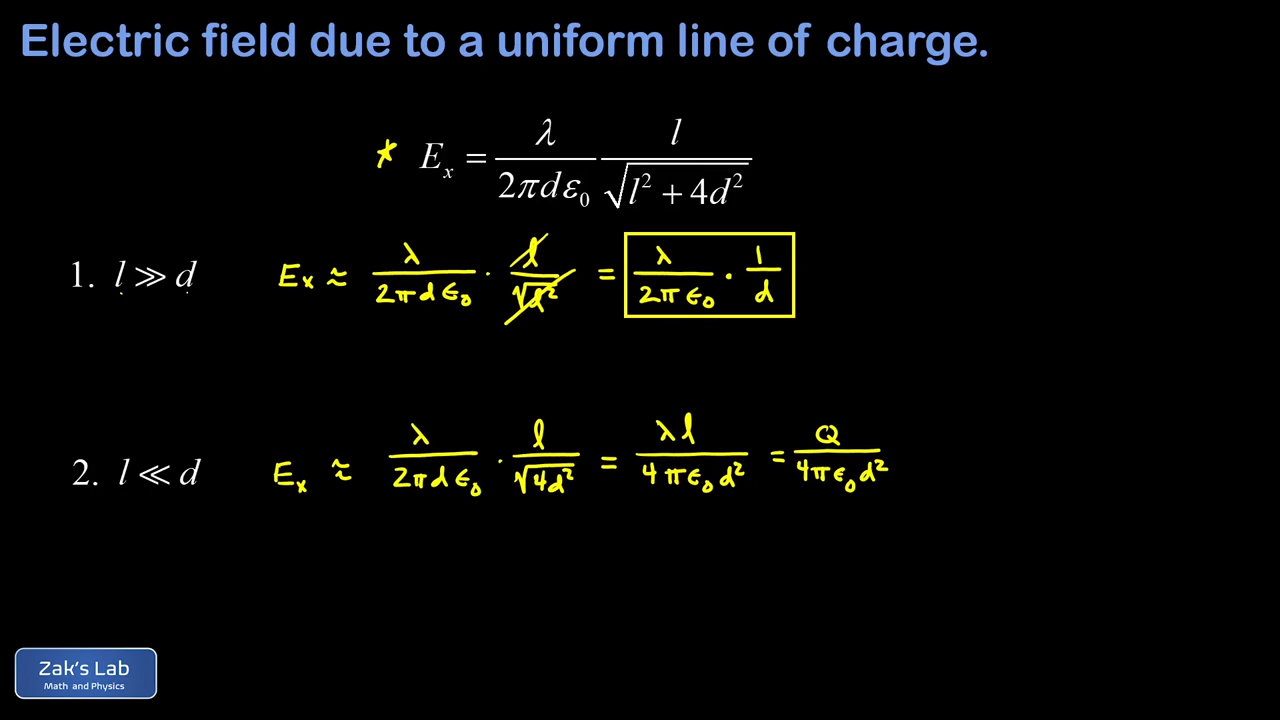 Electric field due to a uniform line of charge.
* Eₓ = λ/(2πdε₀) l/√(l² + 4d²)
1. l ≫ d Eₓ ≈ λ/(2πdε₀) · l/√(l²) = λ/(2πε₀) · 1/d
2. l ≪ d Eₓ ≈ λ/(2πdε₀) · l/√(4d²) = λl/(4πε₀d²) = Q/(4πε₀d²)
Zak's Lab
Math and Physics